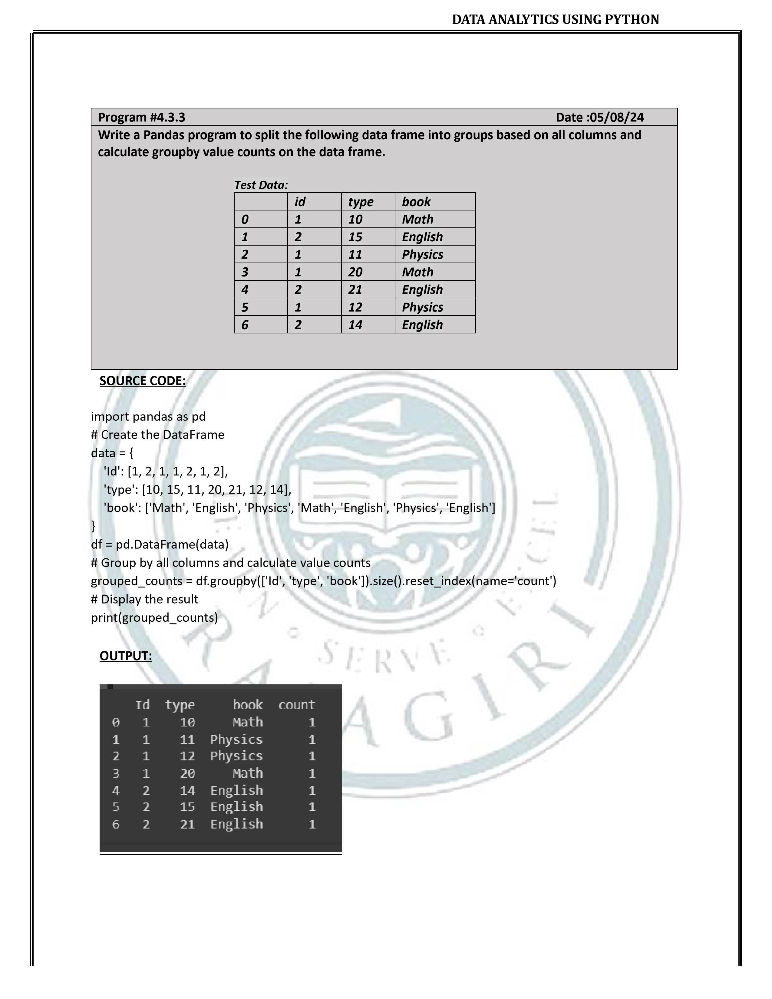 DATA ANALYTICS USING PYTHON
Program #4.3.3 Date :05/08/24
Write a Pandas program to split the following data frame into groups based on all columns and
calculate groupby value counts on the data frame.
Test Data:
id type book
0 1 10 Math
1 2 15 English
2 1 11 Physics
3 1 20 Math
4 2 21 English
5 1 12 Physics
6 2 14 English
SOURCE CODE:
import pandas as pd
# Create the DataFrame
data = {
'Id': [1, 2, 1, 1, 2, 1, 2],
'type': [10, 15, 11, 20, 21, 12, 14],
'book': ['Math', 'English', 'Physics', 'Math', 'English', 'Physics', 'English']
}
df = pd.DataFrame(data)
# Group by all columns and calculate value counts
grouped_counts = df.groupby(['Id', 'type', 'book']).size().reset_index(name='count')
# Display the result
print(grouped_counts)
OUTPUT:
Id type book count
0 1 10 Math 1
1 1 11 Physics 1
2 1 12 Physics 1
3 1 20 Math 1
4 2 14 English 1
5 2 15 English 1
6 2 21 English 1
SERVE
EXCEL